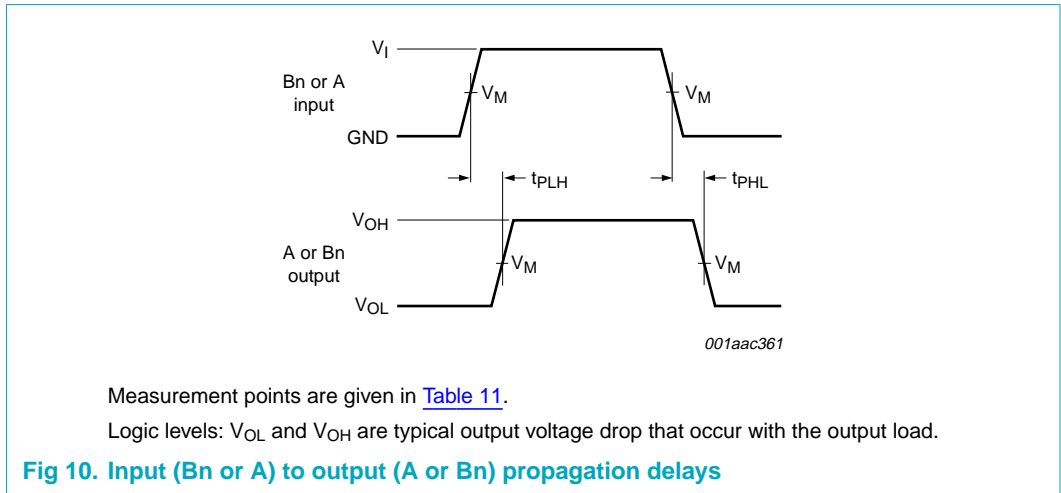 VI
Bn or A
input
VM
VM
GND
tPLH
tPHL
VOH
A or Bn
output
VM
VM
VOL
001aac361
Measurement points are given in Table 11.
Logic levels: VOL and VOH are typical output voltage drop that occur with the output load.
Fig 10. Input (Bn or A) to output (A or Bn) propagation delays